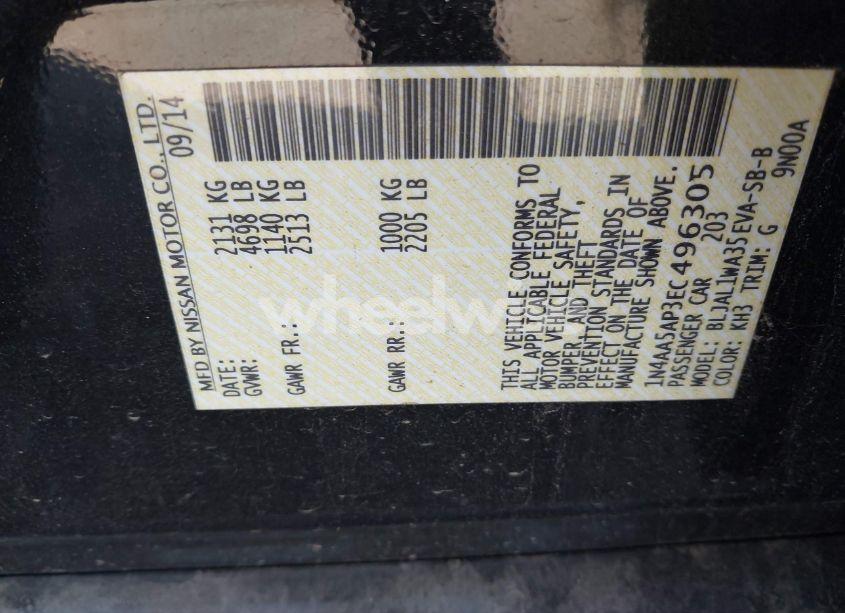 MFD BY NISSAN MOTOR CO., LTD.
DATE: 09/14
GVWR: 2131 KG
4698 LB
GAWR FR.: 1140 KG
2513 LB
GAWR RR.: 1000 KG
2205 LB
THIS VEHICLE CONFORMS TO
ALL APPLICABLE FEDERAL
MOTOR VEHICLE SAFETY,
BUMPER, AND THEFT
PREVENTION STANDARDS IN
EFFECT ON THE DATE OF
MANUFACTURE SHOWN ABOVE.
1N4AA5AP3EC496305
PASSENGER CAR 203
MODEL: BLJAL1WA35EVA-SB-B
COLOR: KH3 TRIM: G 9N00A